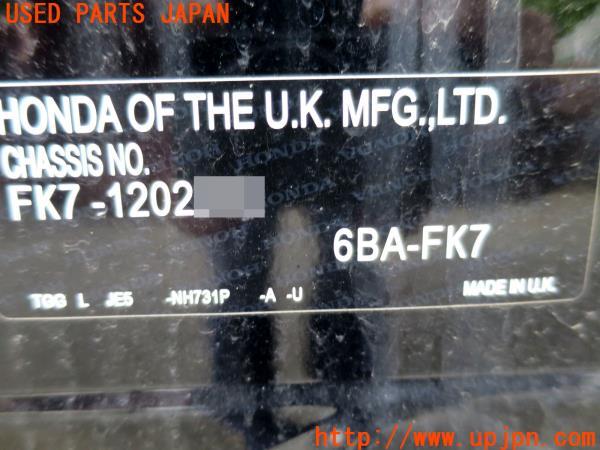 USED PARTS JAPAN
HONDA OF THE U.K. MFG.,LTD.
CHASSIS NO.
FK7-1202
6BA-FK7
TGG L JE5 -NH731P -A -U
MADE IN U.K.
http://www.upjpn.com/